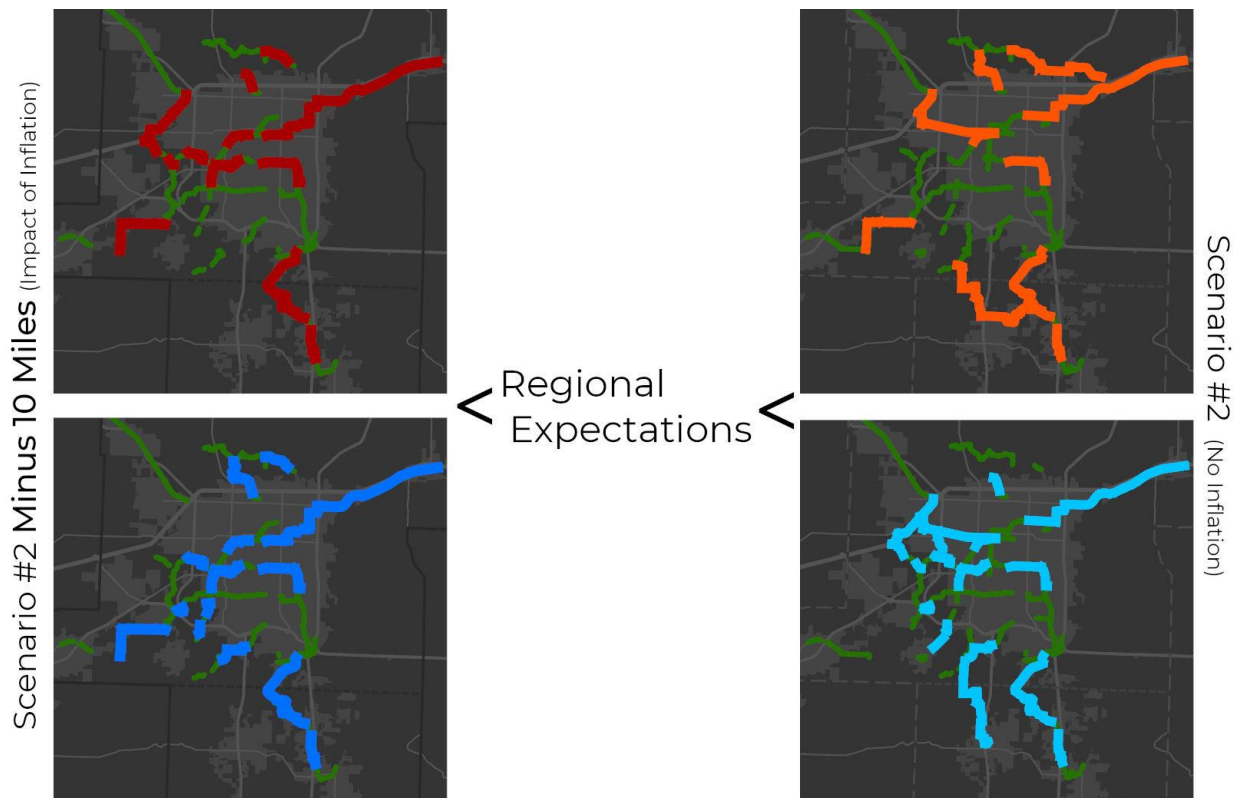 Scenario #2 Minus 10 Miles (Impact of Inflation)
< Regional
Expectations <
Scenario #2
(No Inflation)